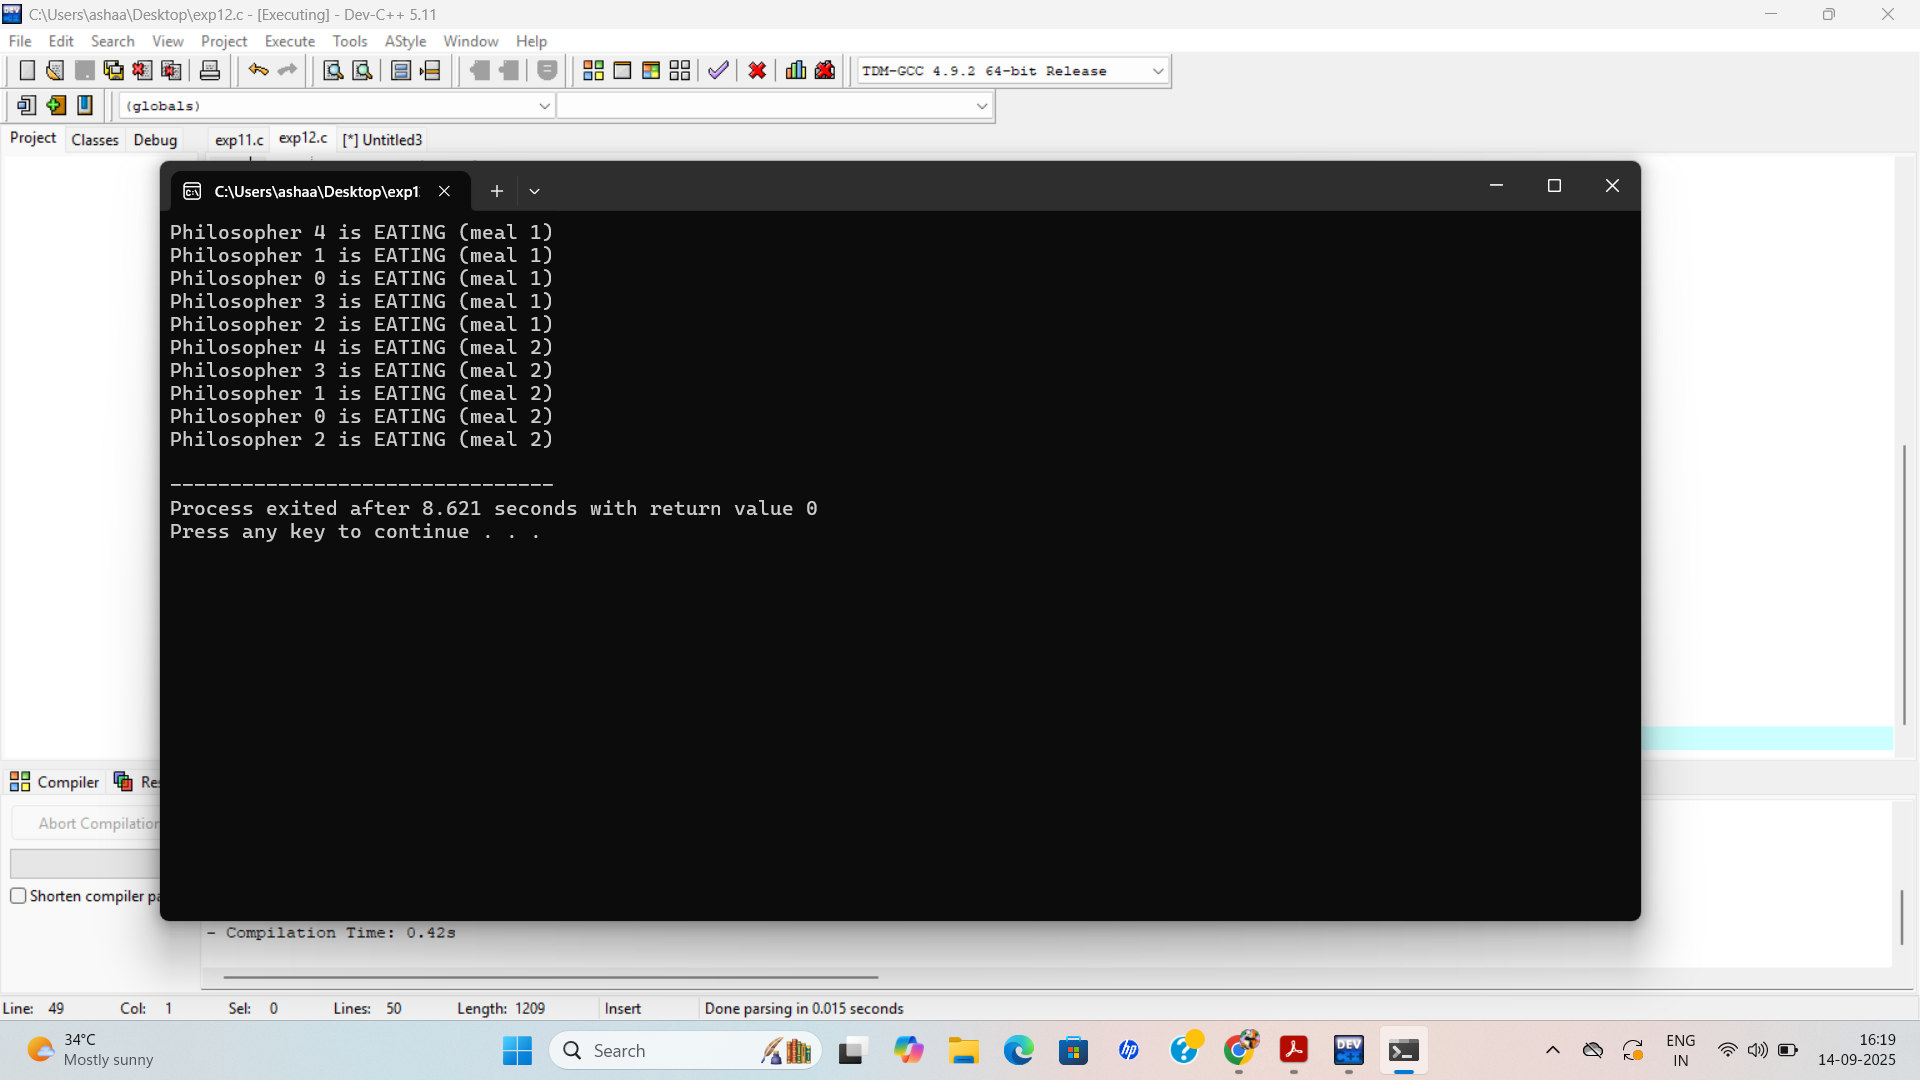 C:\Users\ashaa\Desktop\exp12.c - [Executing] - Dev-C++ 5.11
File Edit Search View Project Execute Tools AStyle Window Help
TDM-GCC 4.9.2 64-bit Release
(globals)
Project Classes Debug exp11.c exp12.c [*] Untitled3
C:\Users\ashaa\Desktop\exp1
Philosopher 4 is EATING (meal 1)
Philosopher 1 is EATING (meal 1)
Philosopher 0 is EATING (meal 1)
Philosopher 3 is EATING (meal 1)
Philosopher 2 is EATING (meal 1)
Philosopher 4 is EATING (meal 2)
Philosopher 3 is EATING (meal 2)
Philosopher 1 is EATING (meal 2)
Philosopher 0 is EATING (meal 2)
Philosopher 2 is EATING (meal 2)
--------------------------------
Process exited after 8.621 seconds with return value 0
Press any key to continue . . .
Compiler Res
Abort Compilation
Shorten compiler pa
- Compilation Time: 0.42s
Line: 49 Col: 1 Sel: 0 Lines: 50 Length: 1209 Insert Done parsing in 0.015 seconds
34°C
Mostly sunny
Search
ENG
IN
16:19
14-09-2025